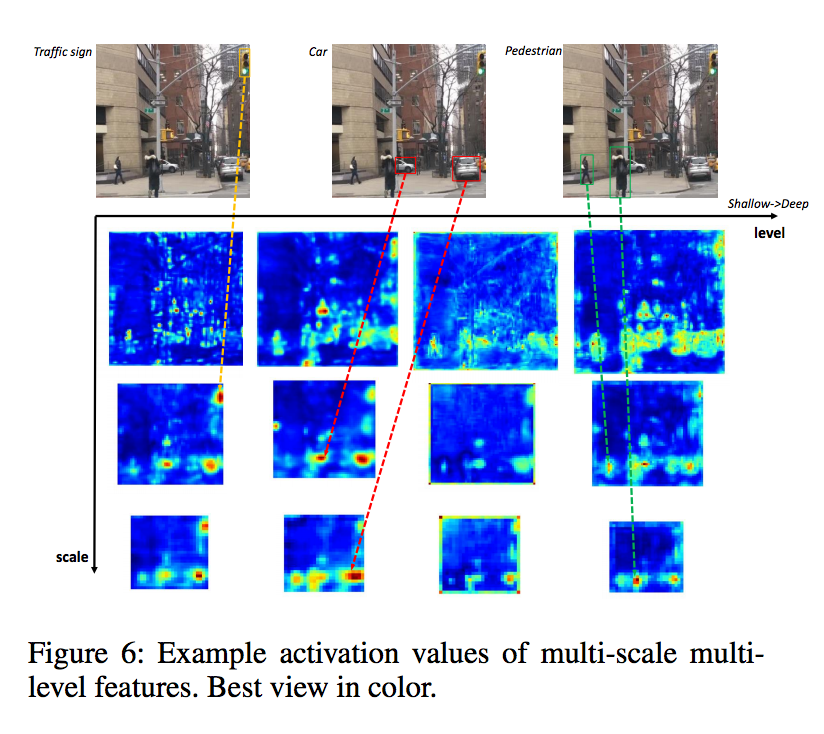 Traffic sign
Car
Pedestrian
Shallow->Deep
level
scale
Figure 6: Example activation values of multi-scale multi-
level features. Best view in color.